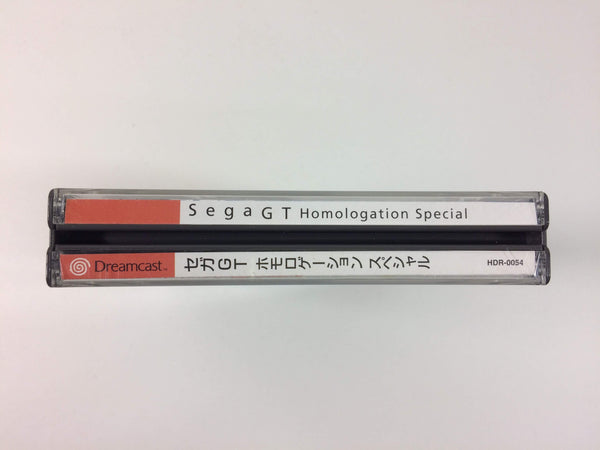 Sega GT Homologation Special
Dreamcast™ セガGT ホモロゲーション スペシャル HDR-0054